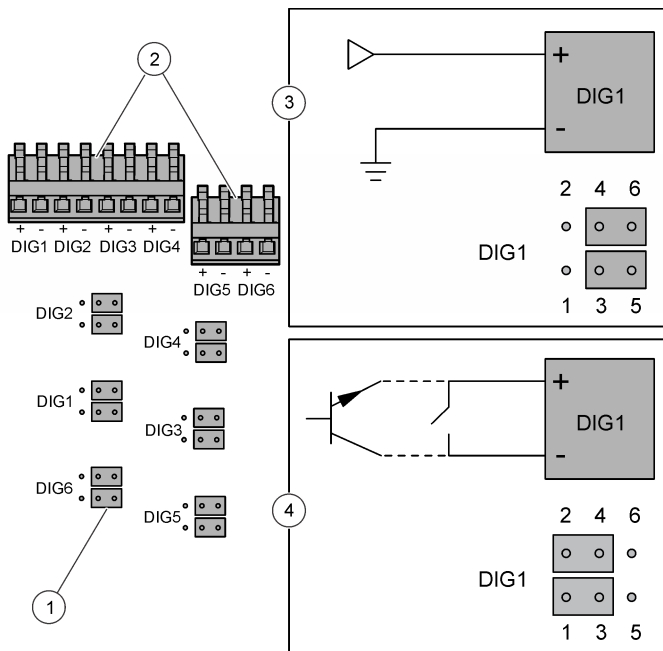 2
+ - + - + - + -
DIG1 DIG2 DIG3 DIG4
+ - + -
DIG5 DIG6
DIG2
DIG4
DIG1
DIG3
DIG6
DIG5
1
3
+
DIG1
-
2 4 6
DIG1
1 3 5
4
+
DIG1
-
2 4 6
DIG1
1 3 5